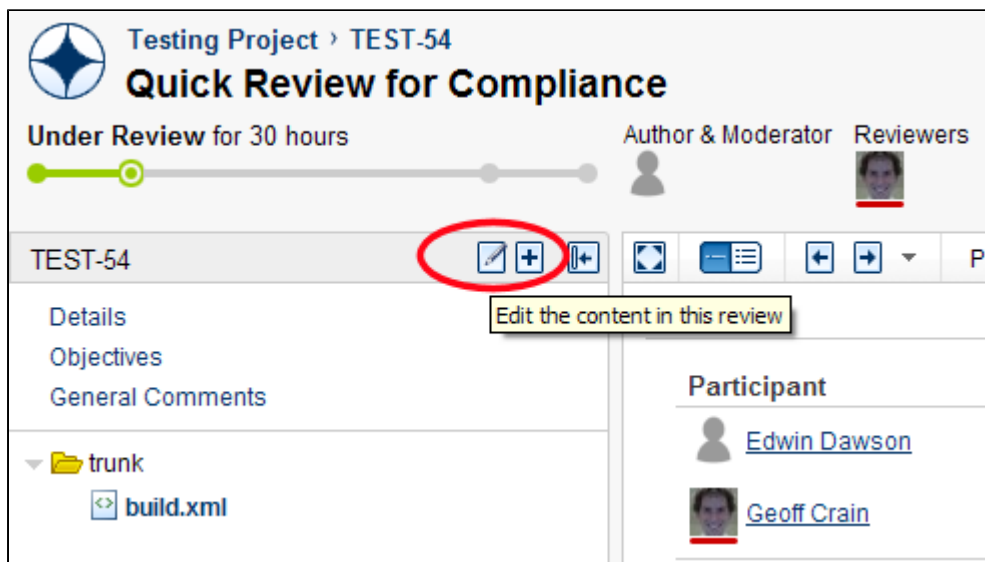 Testing Project › TEST-54
Quick Review for Compliance
Under Review for 30 hours
Author & Moderator Reviewers
TEST-54
P
Edit the content in this review
Details
Objectives
General Comments
Participant
Edwin Dawson
trunk
build.xml
Geoff Crain